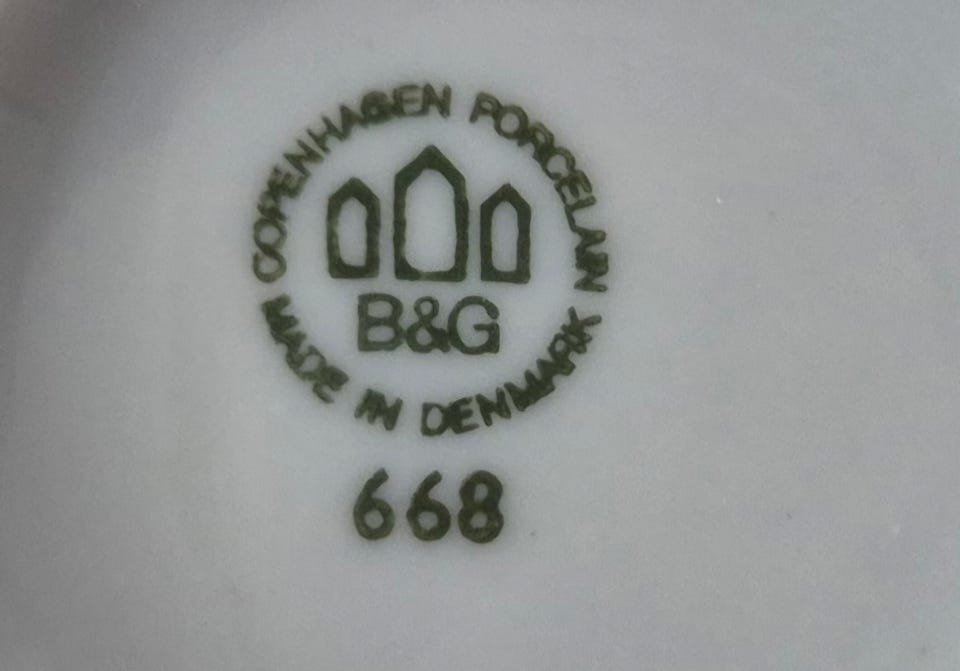 COPENHAGEN PORCELAIN
B&G
MADE IN DENMARK
668